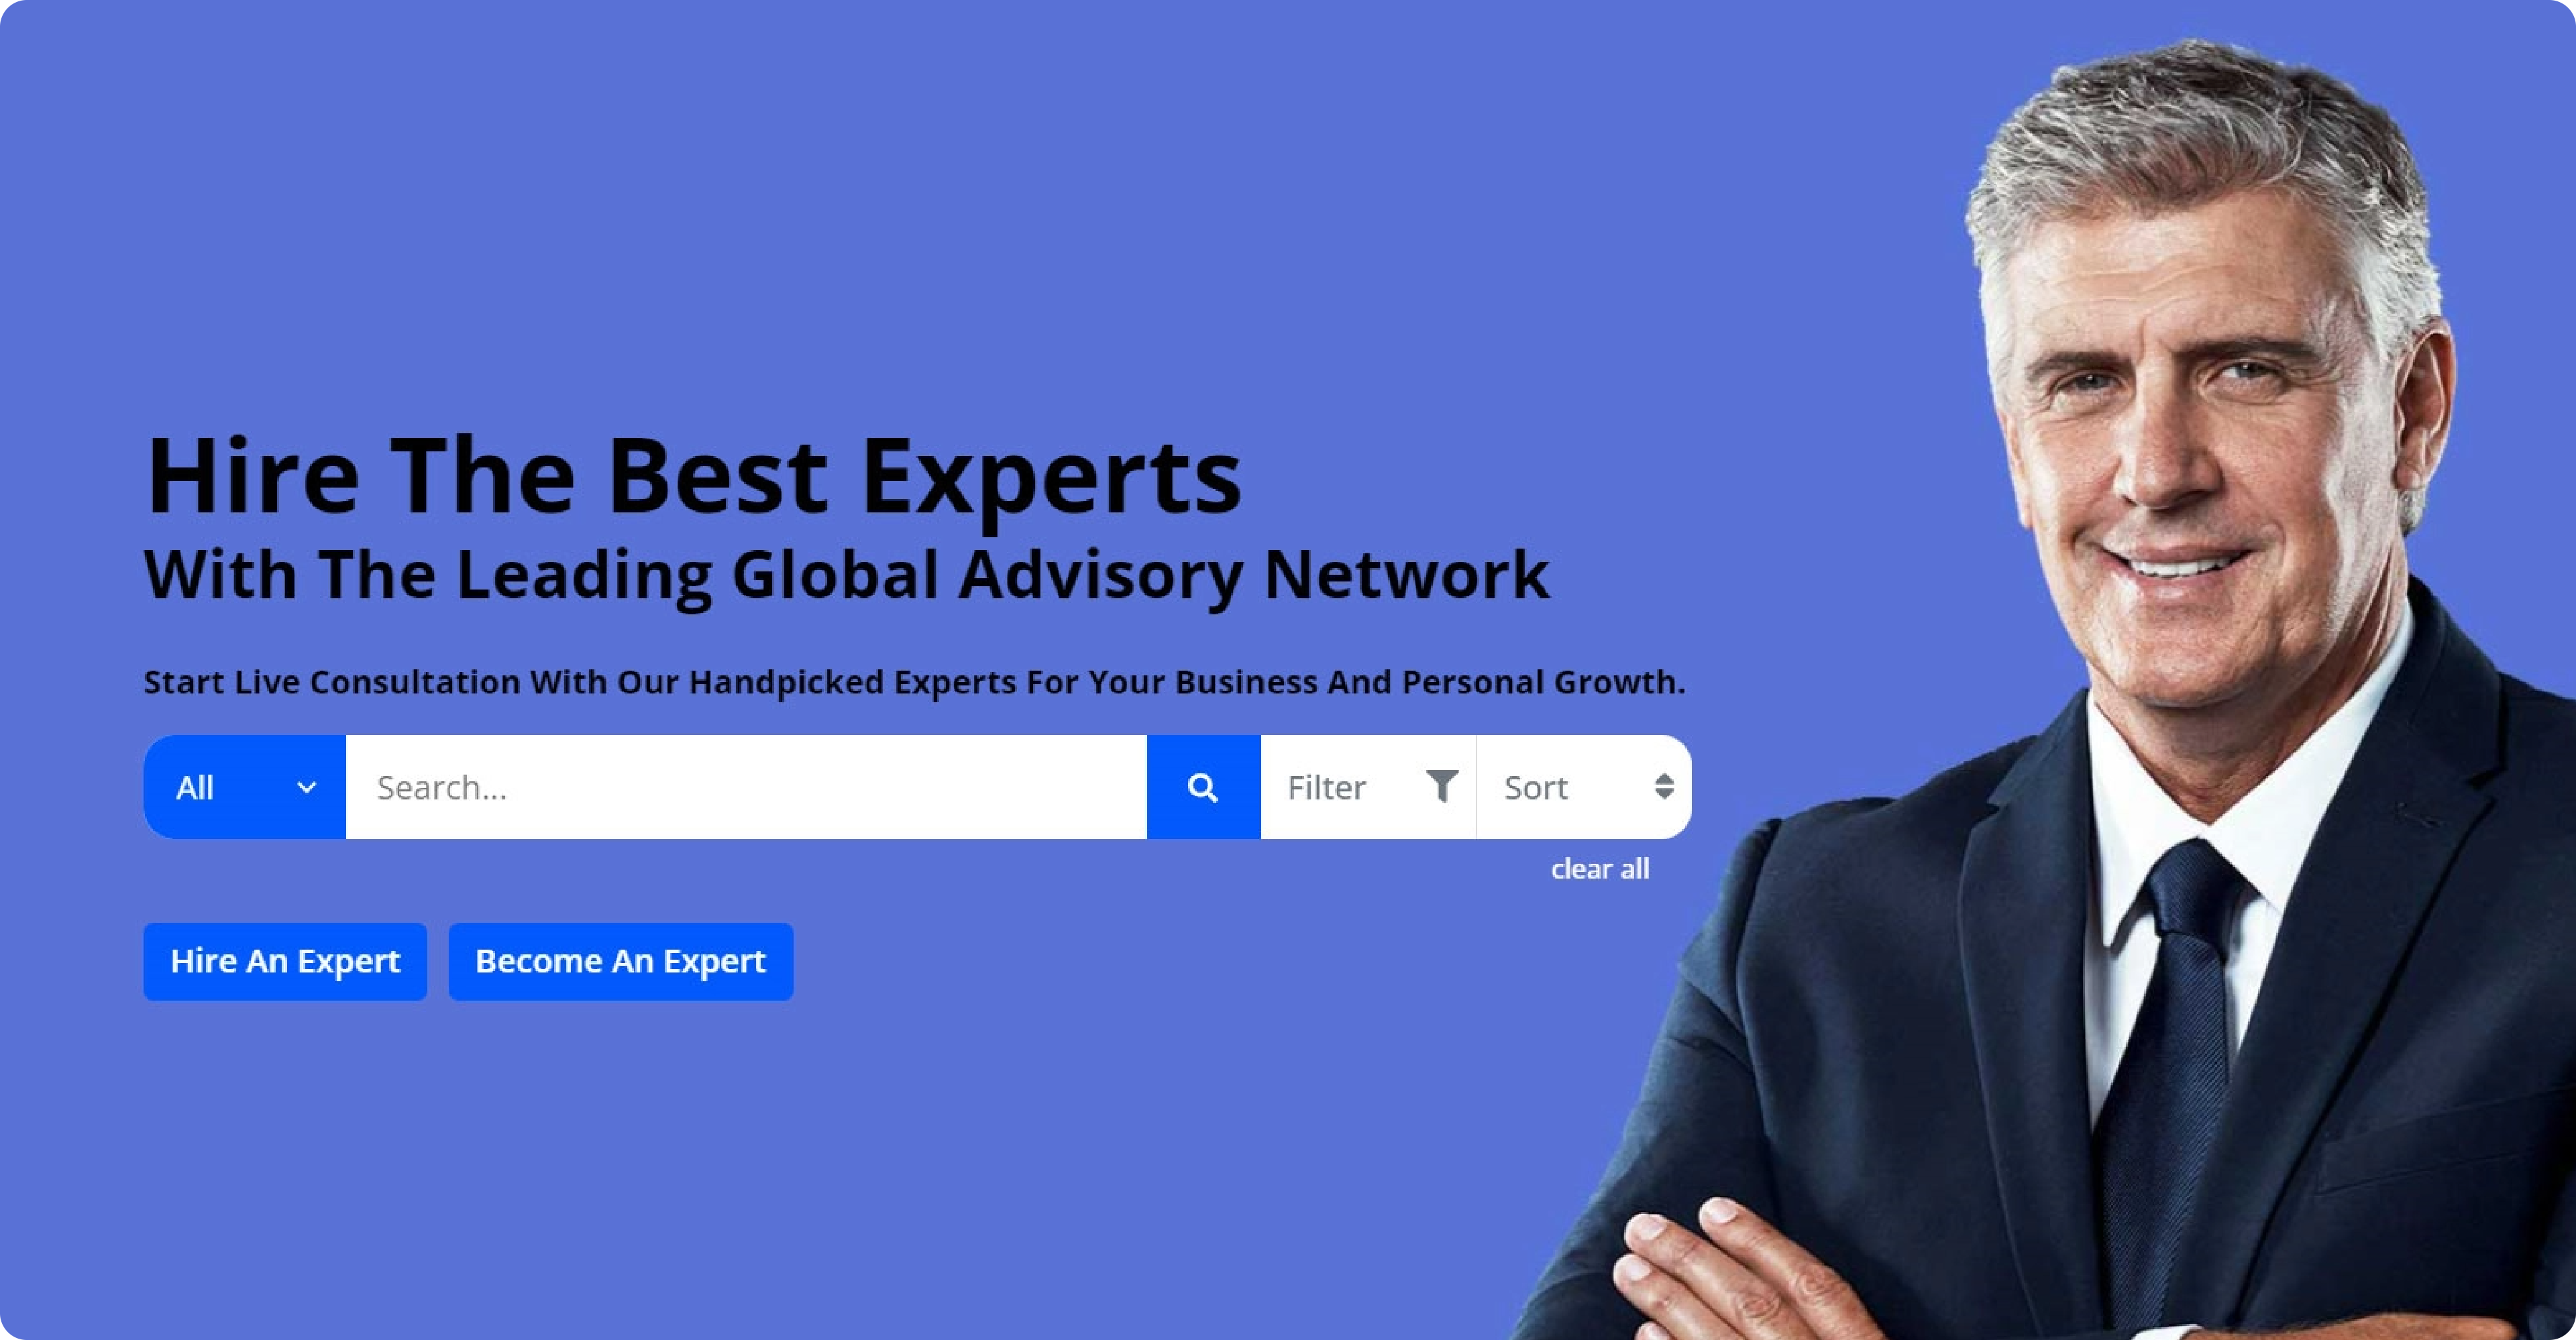 Hire The Best Experts
With The Leading Global Advisory Network
Start Live Consultation With Our Handpicked Experts For Your Business And Personal Growth.
All Search... Filter Sort
clear all
Hire An Expert Become An Expert